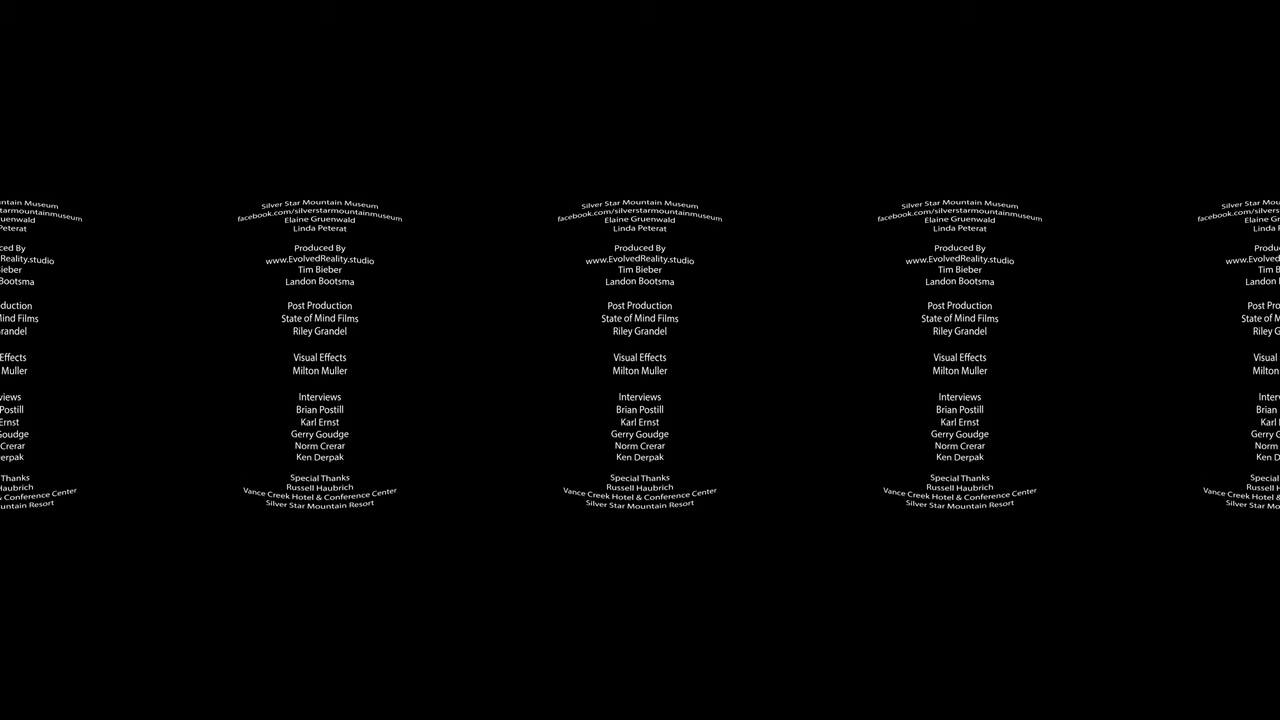 Silver Star Mountain Museum
facebook.com/silverstarmountainmuseum
Elaine Gruenwald
Linda Peterat
Produced By
www.EvolvedReality.studio
Tim Bieber
Landon Bootsma
Post Production
State of Mind Films
Riley Grandel
Visual Effects
Milton Muller
Interviews
Brian Postill
Karl Ernst
Gerry Goudge
Norm Crerar
Ken Derpak
Special Thanks
Russell Haubrich
Vance Creek Hotel & Conference Center
Silver Star Mountain Resort